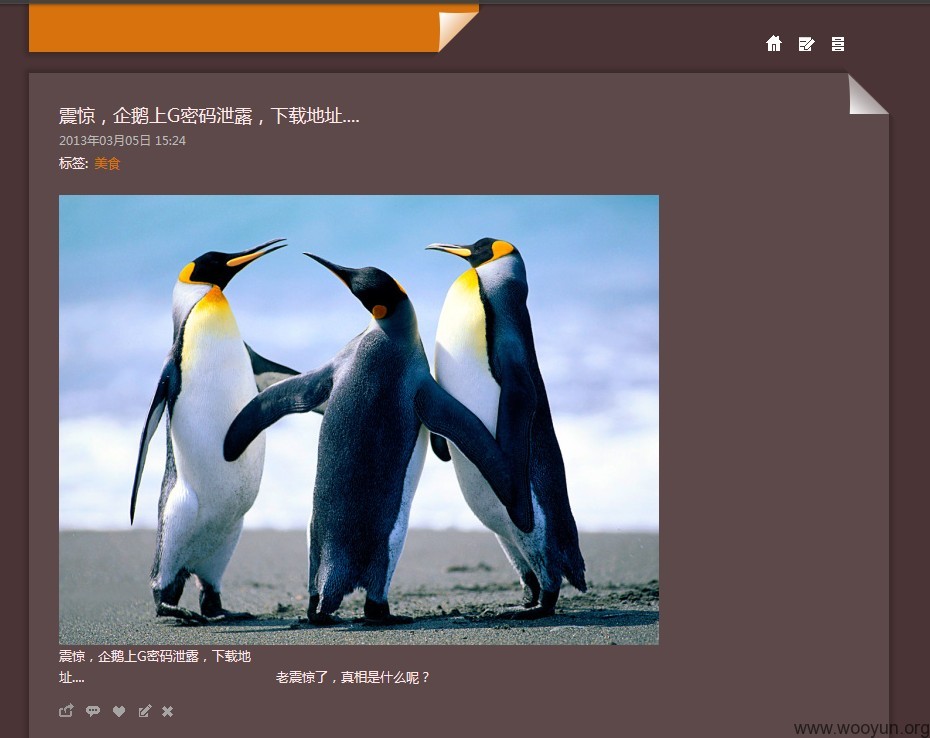 震惊，企鹅上G密码泄露，下载地址....
2013年03月05日 15:24
标签: 美食
震惊，企鹅上G密码泄露，下载地
址.... 老震惊了，真相是什么呢？
www.wooyun.org